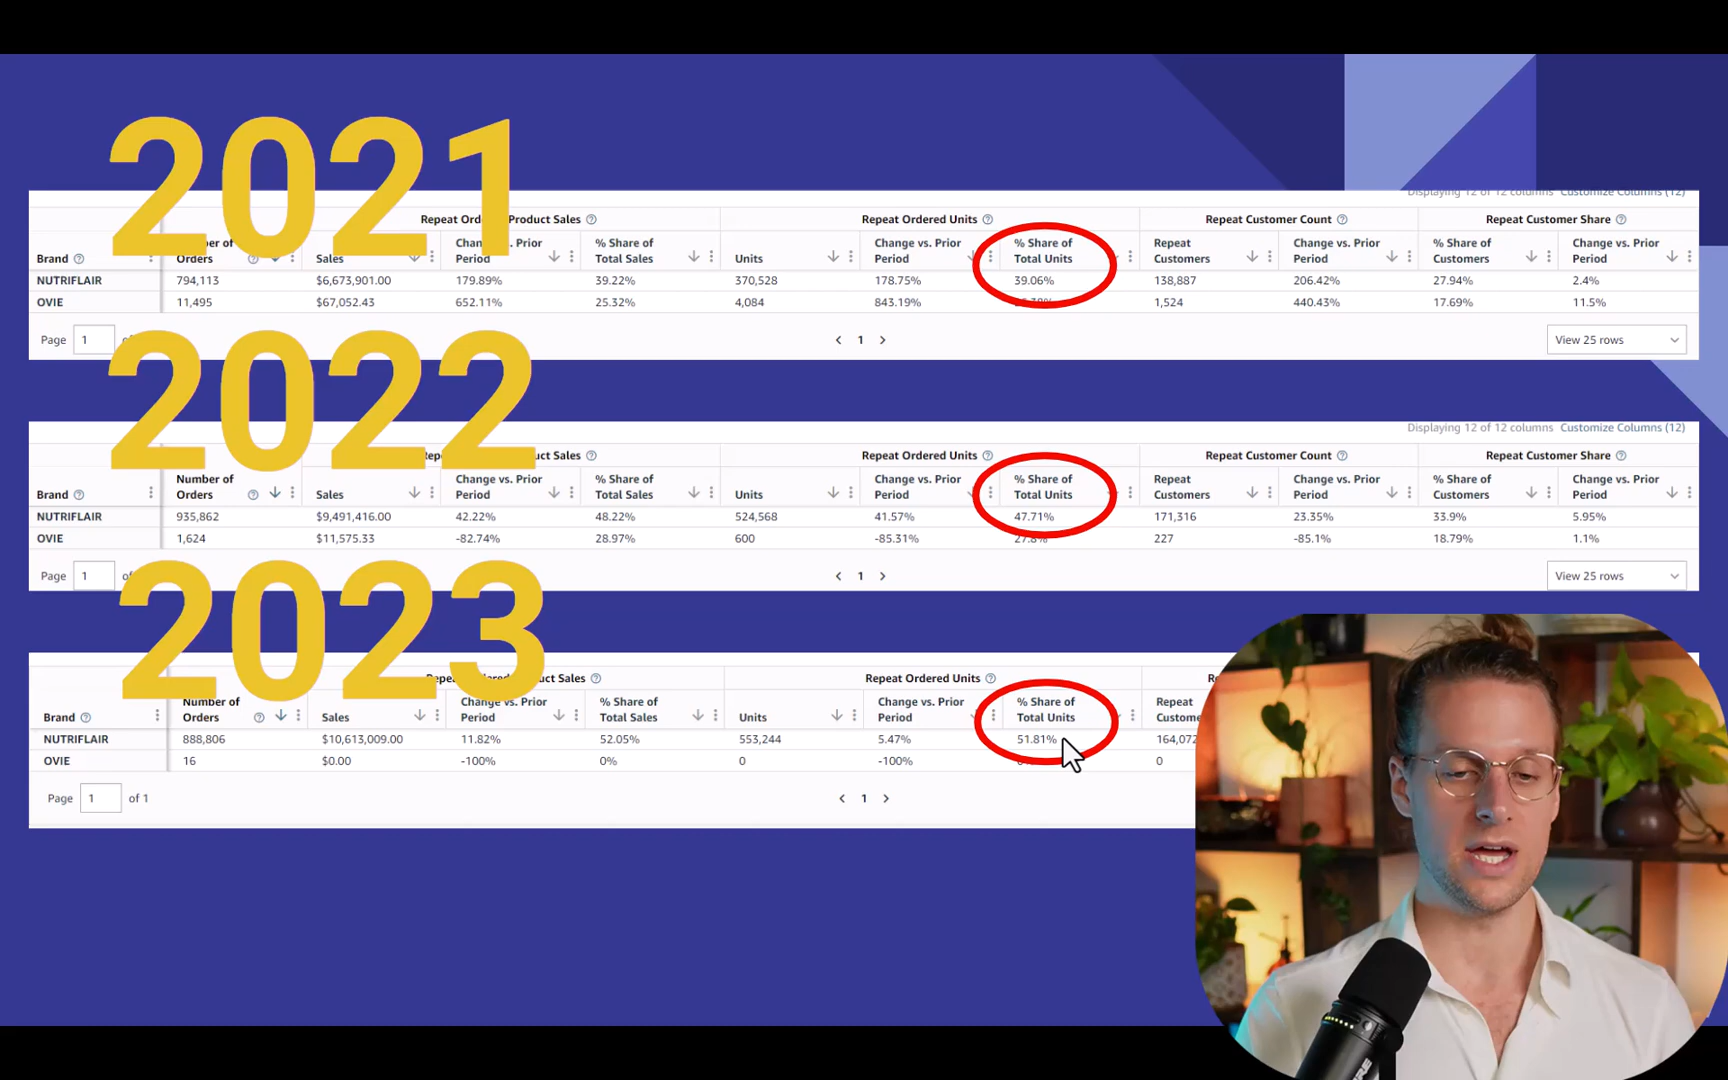 2021
Displaying 12 of 12 columns Customize Columns (12)
Repeat Product Sales Repeat Ordered Units Repeat Customer Count Repeat Customer Share
Brand Orders Sales Period % Share of Total Sales Units Change vs. Prior Period % Share of Total Units Repeat Customers Change vs. Prior Period % Share of Customers Change vs. Prior Period
NUTRIFLAIR 794,113 $6,673,901.00 179.89% 39.22% 370,528 178.75% 39.06% 138,887 206.42% 27.94% 2.4%
OVIE 11,495 $67,052.43 652.11% 25.32% 4,084 843.19% 1,524 440.43% 17.69% 11.5%
Page 1 < 1 > View 25 rows
2022
Displaying 12 of 12 columns Customize Columns (12)
Sales Repeat Ordered Units Repeat Customer Count Repeat Customer Share
Brand Number of Orders Sales Change vs. Prior Period % Share of Total Sales Units Change vs. Prior Period % Share of Total Units Repeat Customers Change vs. Prior Period % Share of Customers Change vs. Prior Period
NUTRIFLAIR 935,862 $9,491,416.00 42.22% 48.22% 524,568 41.57% 47.71% 171,316 23.35% 33.9% 5.95%
OVIE 1,624 $11,575.33 -82.74% 28.97% 600 -85.31% 27.8% 227 -85.1% 18.79% 1.1%
Page 1 < 1 > View 25 rows
2023
Sales Repeat Ordered Units
Brand Number of Orders Sales Change vs. Prior Period % Share of Total Sales Units Change vs. Prior Period % Share of Total Units
NUTRIFLAIR 888,806 $10,613,009.00 11.82% 52.05% 553,244 5.47% 51.81% 164,072
OVIE 16 $0.00 -100% 0% 0 -100% 0
Page 1 of 1 < 1 >